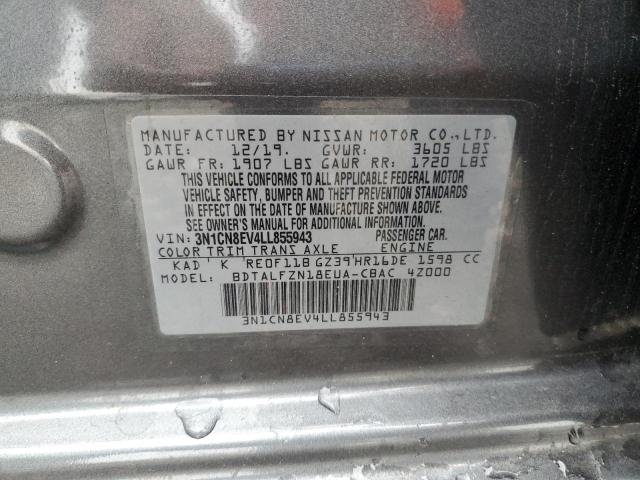 MANUFACTURED BY NISSAN MOTOR CO.,LTD.
DATE: 12/19. GVWR: 3605 LBS
GAWR FR: 1907 LBS GAWR RR: 1720 LBS
THIS VEHICLE CONFORMS TO ALL APPLICABLE FEDERAL MOTOR
VEHICLE SAFETY, BUMPER AND THEFT PREVENTION STANDARDS
IN EFFECT ON THE DATE OF MANUFACTURE SHOWN ABOVE.
SEE OWNER'S MANUAL FOR ADDITIONAL INFORMATION
VIN: 3N1CN8EV4LL855943 PASSENGER CAR.
COLOR TRIM TRANS AXLE ENGINE
KAD K RE0F11B GZ39 HR16DE 1598 CC
MODEL: BDTALFZN18EUA-CBAC 4Z000
3N1CN8EV4LL855943